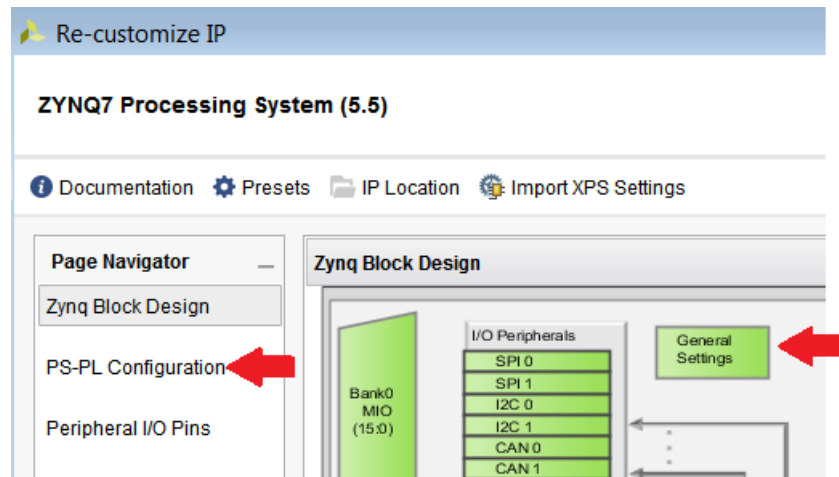 Re-customize IP
ZYNQ7 Processing System (5.5)
Documentation Presets IP Location Import XPS Settings
Page Navigator
Zynq Block Design
PS-PL Configuration
Peripheral I/O Pins
Zynq Block Design
Bank0
MIO
(15:0)
I/O Peripherals
SPI 0
SPI 1
I2C 0
I2C 1
CAN 0
CAN 1
General
Settings